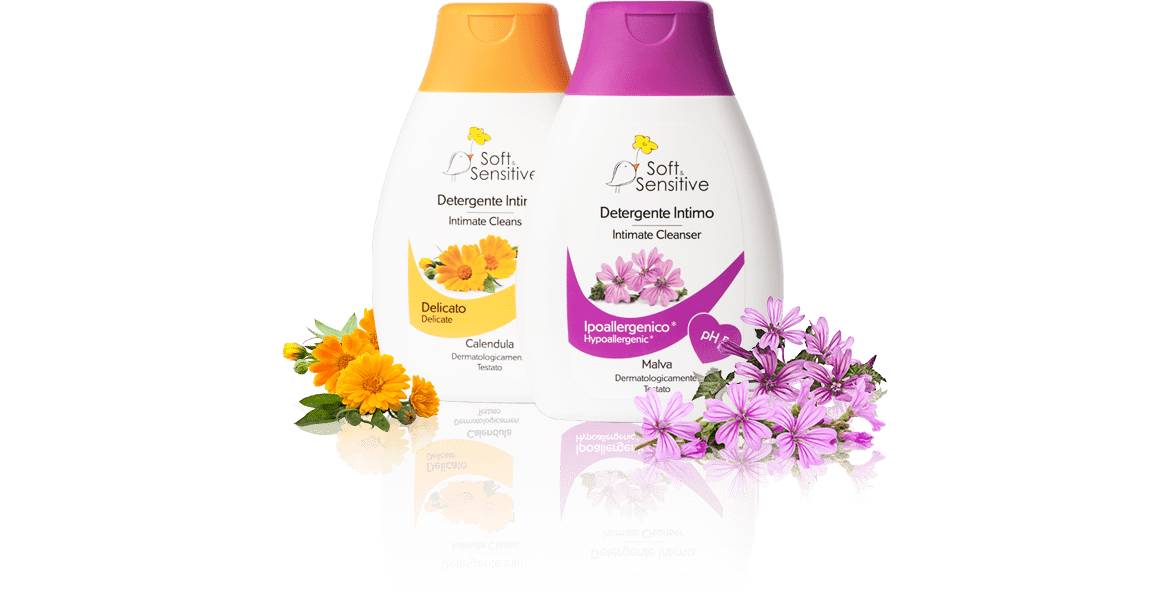 Soft &
Sensitive
Detergente Intim
Intimate Cleans
Delicato
Delicate
Calendula
Dermatologicamen
Testato
Soft &
Sensitive
Detergente Intimo
Intimate Cleanser
Ipoallergenico*
Hypoallergenic*
pH
Malva
Dermatologicamente
Testato